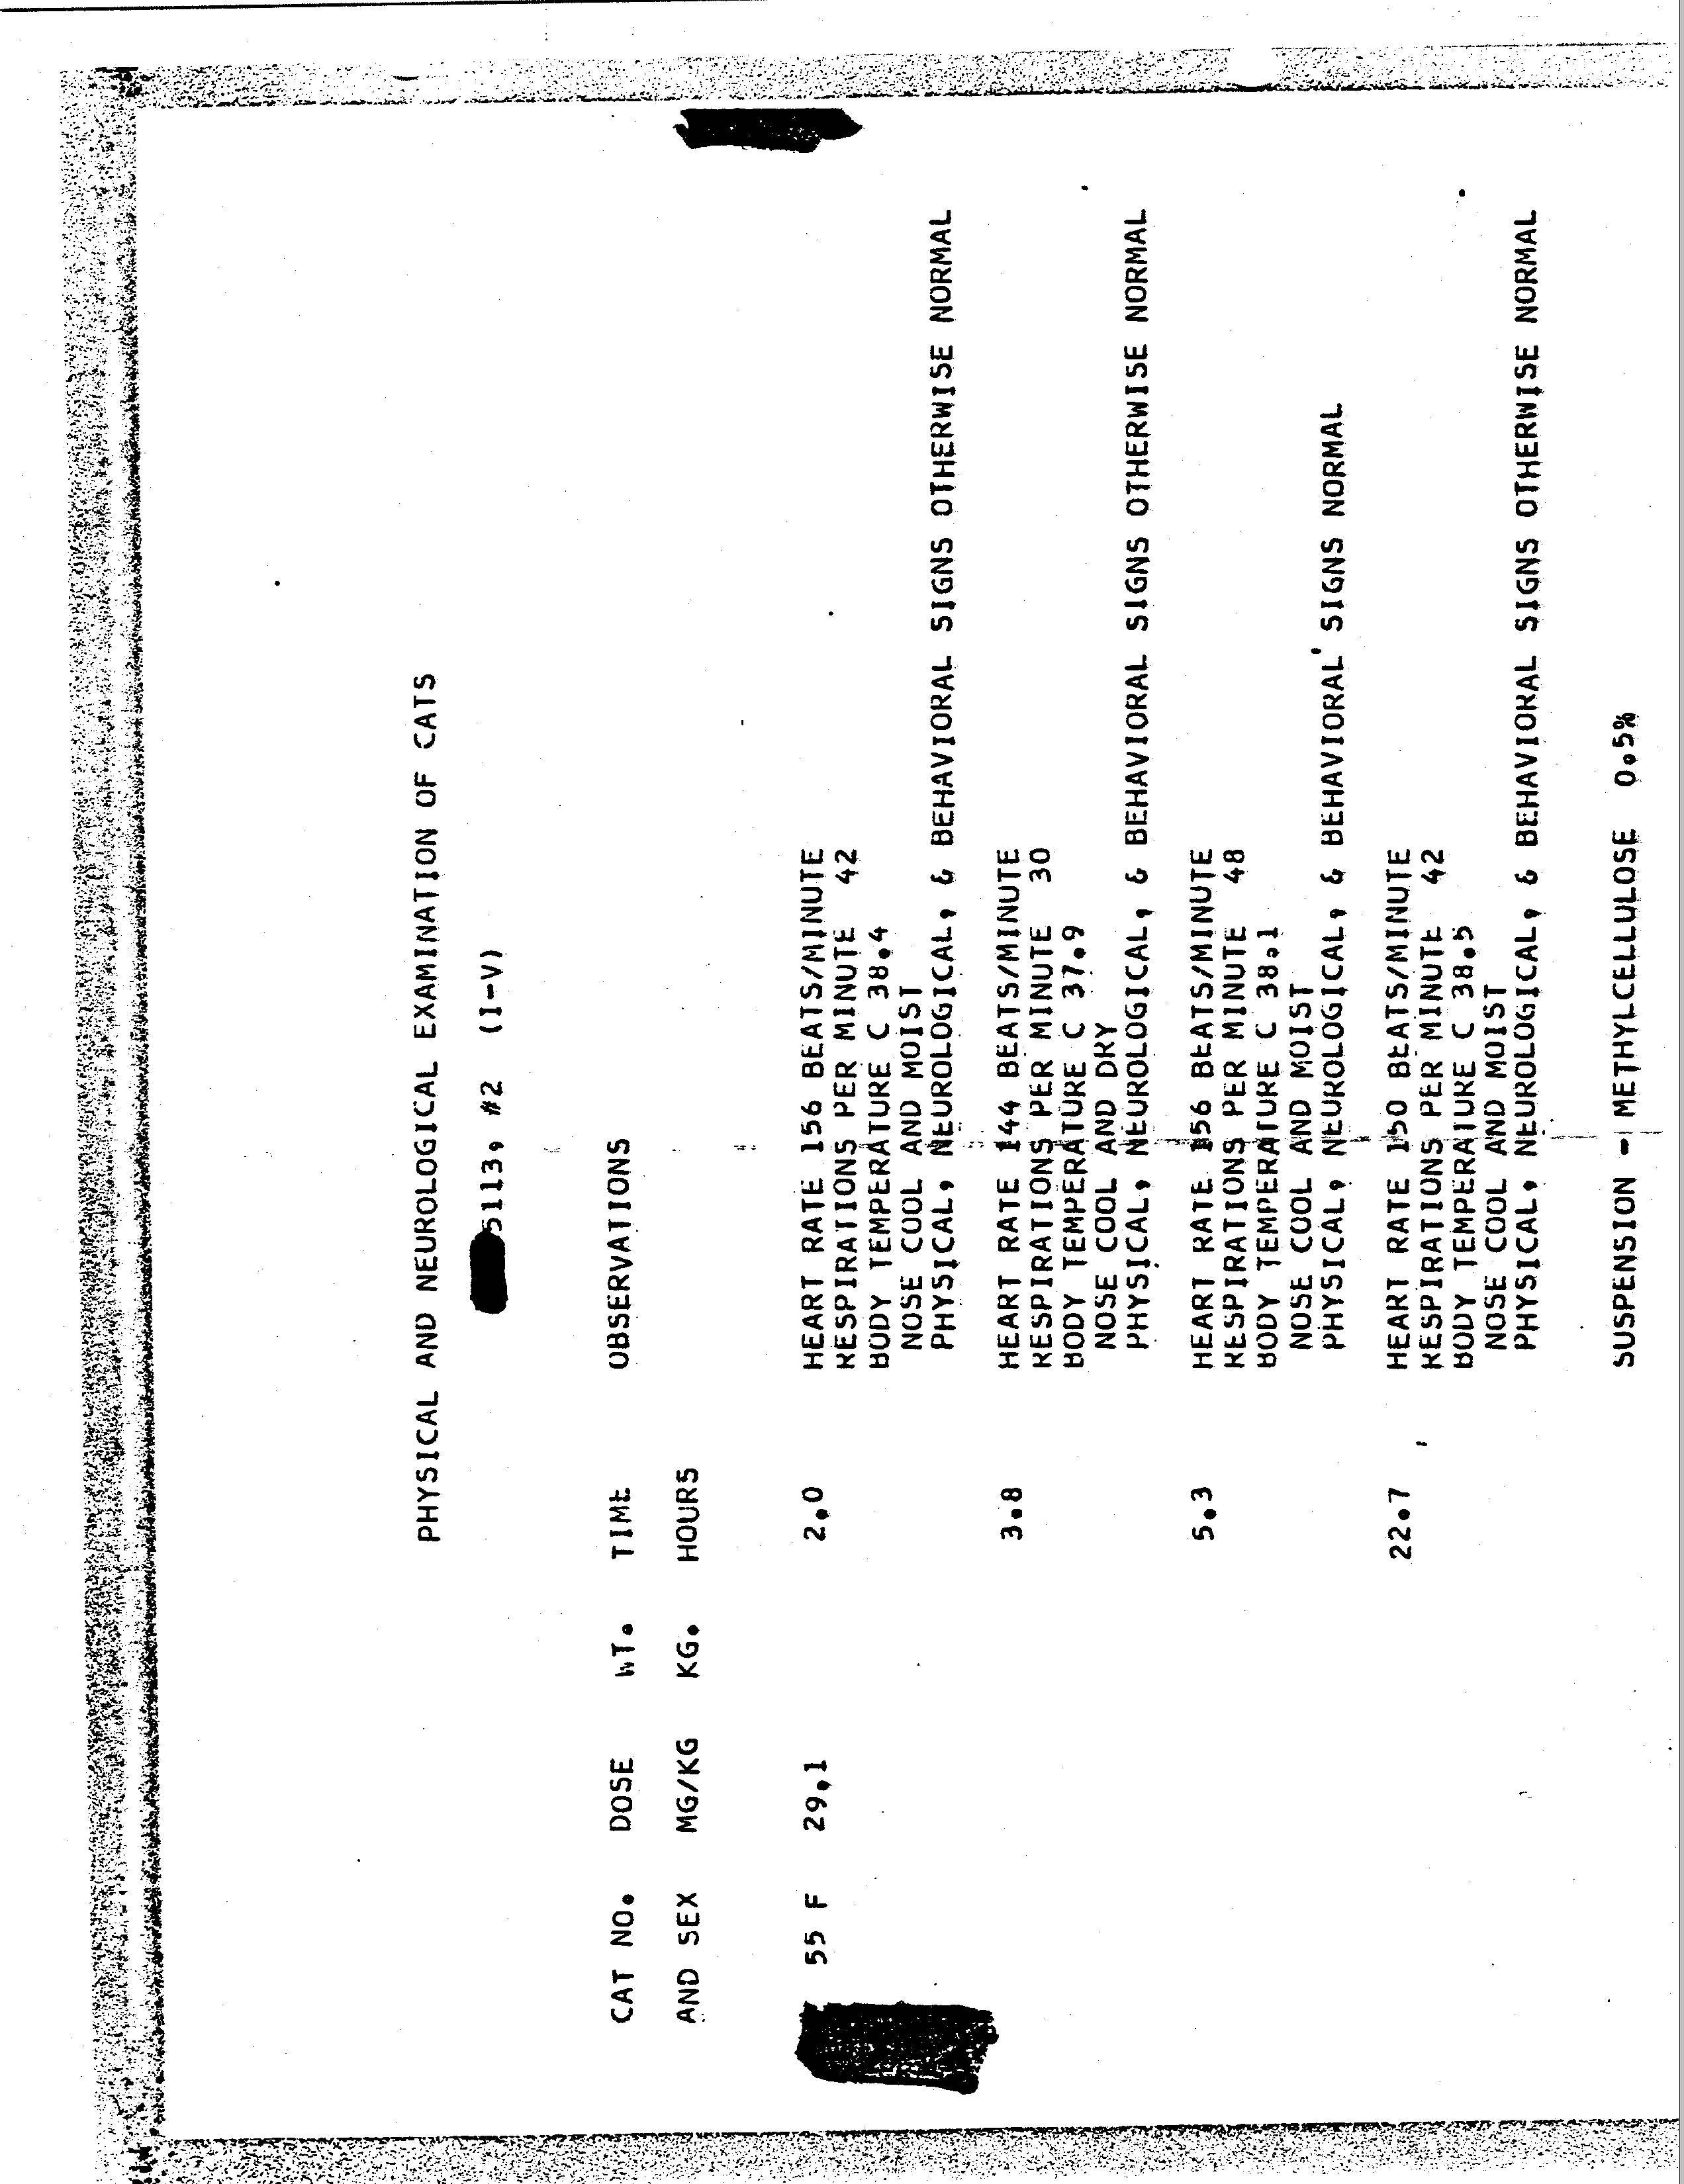 PHYSICAL AND NEUROLOGICAL EXAMINATION OF CATS
5113, #2 (I-V)
CAT NO. DOSE WT. TIME OBSERVATIONS
AND SEX MG/KG KG. HOURS
55 F 29.1 2.0 HEART RATE 156 BEATS/MINUTE
RESPIRATIONS PER MINUTE 42
BODY TEMPERATURE C 38.4
NOSE COOL AND MOIST
PHYSICAL, NEUROLOGICAL, & BEHAVIORAL SIGNS OTHERWISE NORMAL
3.8 HEART RATE 144 BEATS/MINUTE
RESPIRATIONS PER MINUTE 30
BODY TEMPERATURE C 37.9
NOSE COOL AND DRY
PHYSICAL, NEUROLOGICAL, & BEHAVIORAL SIGNS OTHERWISE NORMAL
5.3 HEART RATE 156 BEATS/MINUTE
RESPIRATIONS PER MINUTE 48
BODY TEMPERATURE C 38.1
NOSE COOL AND MOIST
PHYSICAL, NEUROLOGICAL, & BEHAVIORAL SIGNS NORMAL
22.7 HEART RATE 150 BEATS/MINUTE
RESPIRATIONS PER MINUTE 42
BODY TEMPERATURE C 38.5
NOSE COOL AND MOIST
PHYSICAL, NEUROLOGICAL, & BEHAVIORAL SIGNS OTHERWISE NORMAL
SUSPENSION - METHYLCELLULOSE 0.5%